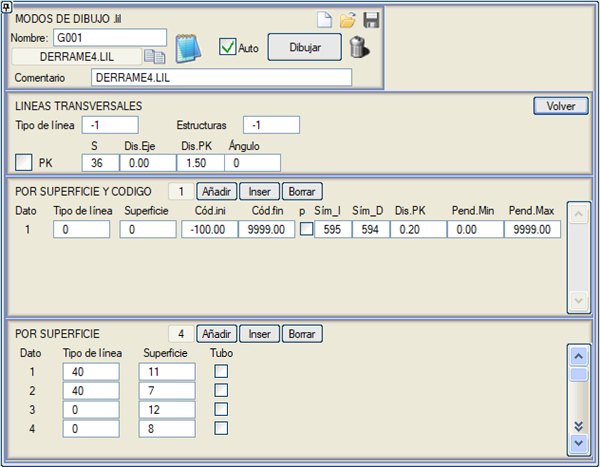 MODOS DE DIBUJO .lil
Nombre: G001
DERRAME4.LIL Auto Dibujar
Comentario DERRAME4.LIL
LINEAS TRANSVERSALES Volver
Tipo de línea -1 Estructuras -1
S Dis.Eje Dis.PK Ángulo
PK 36 0.00 1.50 0
POR SUPERFICIE Y CODIGO 1 Añadir Inser Borrar
Dato Tipo de línea Superficie Cód.ini Cód.fin p Sím_I Sím_D Dis.PK Pend.Min Pend.Max
1 0 0 -100.00 9999.00 595 594 0.20 0.00 9999.00
POR SUPERFICIE 4 Añadir Inser Borrar
Dato Tipo de línea Superficie Tubo
1 40 11
2 40 7
3 0 12
4 0 8